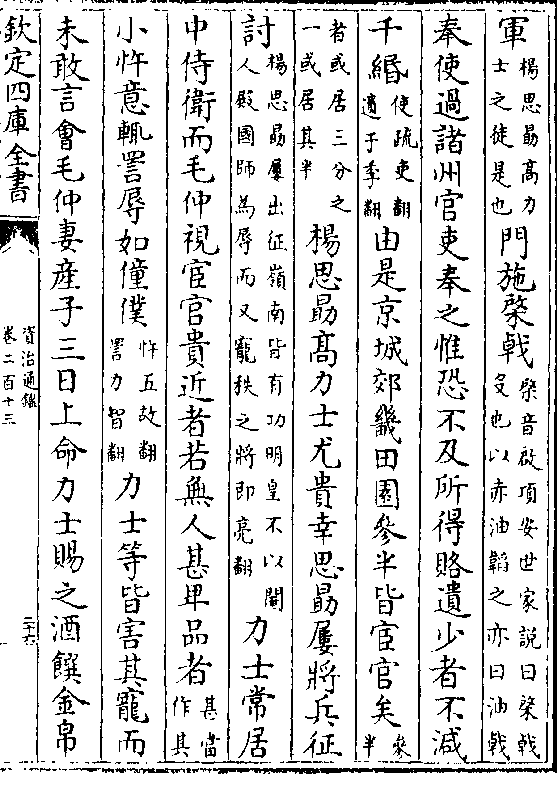 軍楊思勗髙力士之徒是也門施棨㦸棨音啟項安世家説曰棨㦸殳也以赤油韜之亦曰油㦸
奉使過諸州官吏奉之惟恐不及所得賂遺少者不減
千緡使疏吏翻遺于季翻由是京城郊畿田園參半皆宦官矣參半
者或居三分之一或居其半楊思勗髙力士尤貴幸思勗屢將兵征
討楊思勗屢出征嶺南皆有功明皇不以閹人殿國師為辱而又寵秩之將即亮翻力士常居
中侍衛而毛仲視宦官貴近者若無人甚卑品者甚當作其
小忤意輒詈辱如僮僕忤五故翻詈力智翻力士等皆害其寵而
未敢言會毛仲妻産子三日上命力士賜之酒饌金帛
欽定四庫全書
資治通鑑
卷二百十三
二十六